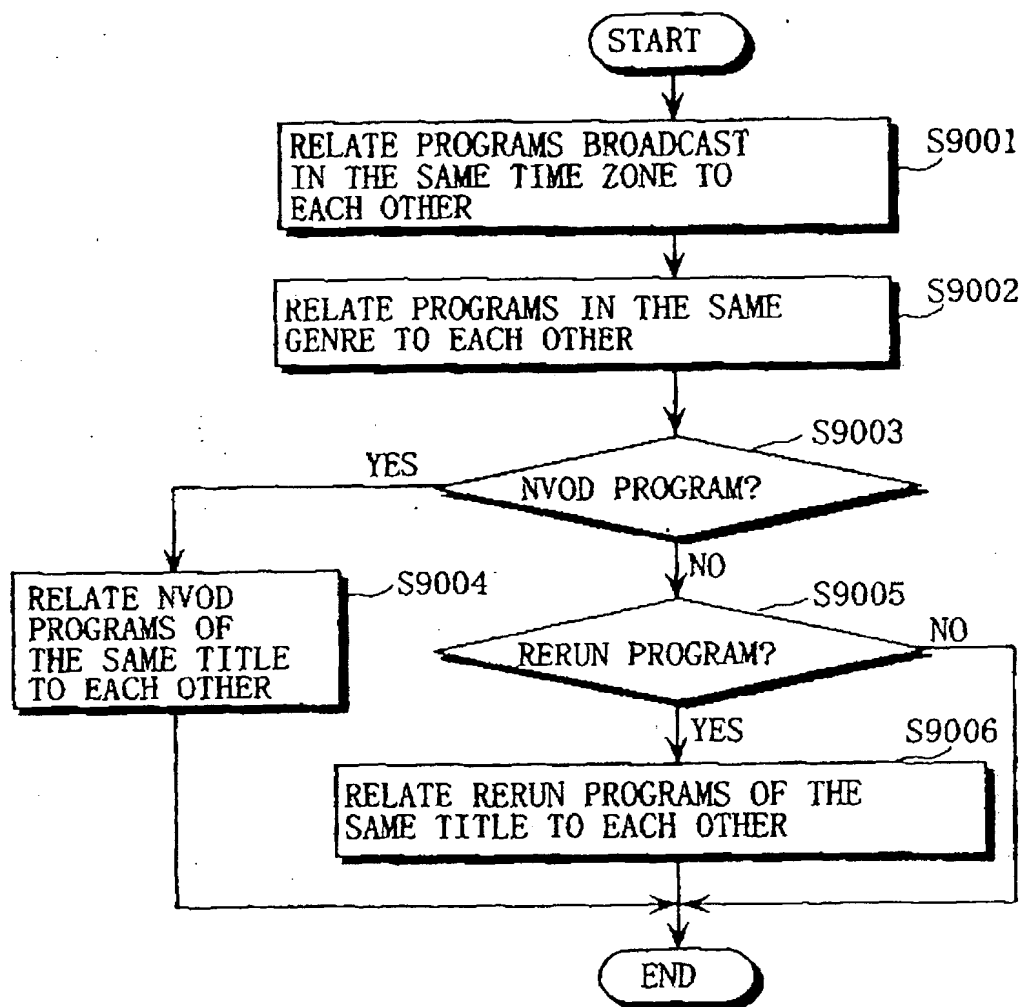 START
RELATE PROGRAMS BROADCAST
IN THE SAME TIME ZONE TO
EACH OTHER
S9001
RELATE PROGRAMS IN THE SAME
GENRE TO EACH OTHER
S9002
S9003
YES
NVOD PROGRAM?
NO
S9004
RELATE NVOD
PROGRAMS OF
THE SAME TITLE
TO EACH OTHER
S9005
RERUN PROGRAM?
NO
YES
S9006
RELATE RERUN PROGRAMS OF THE
SAME TITLE TO EACH OTHER
END